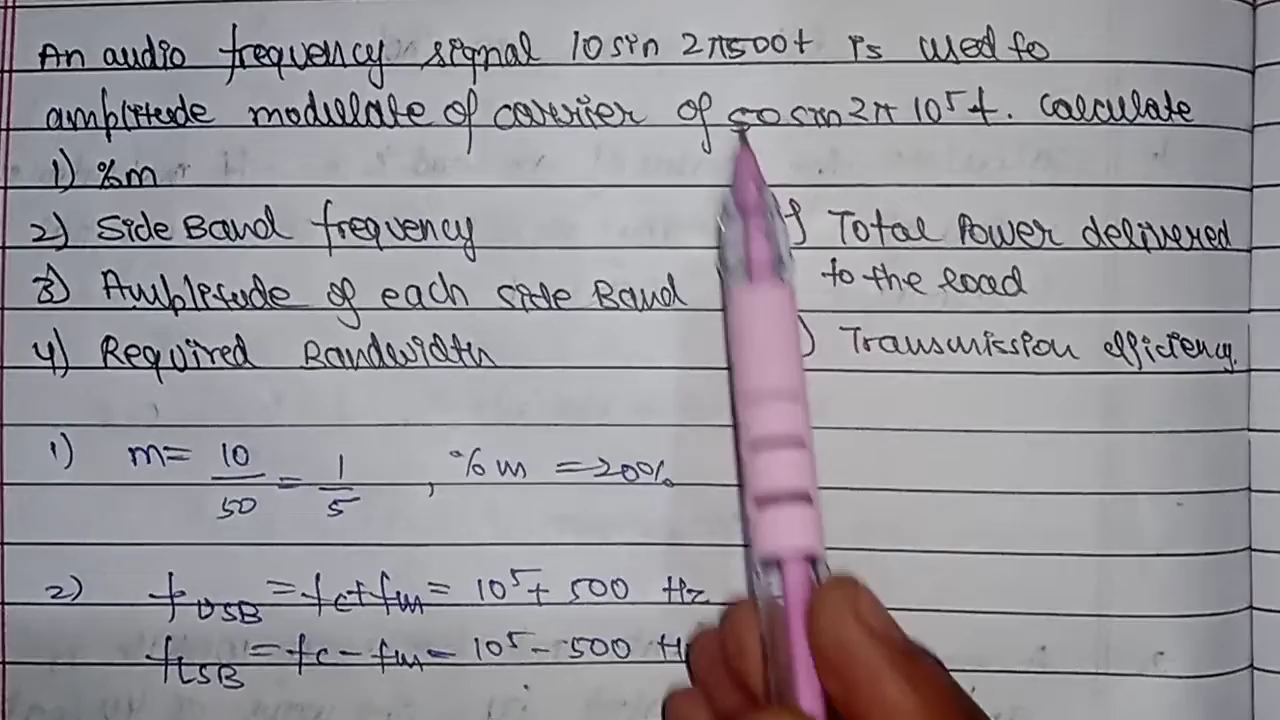 An audio frequency signal 10 sin 2π500t is used to
amplitude modulate of carrier of 50 sin 2π 10⁵ t. Calculate
1) %m
2) Side Band frequency
3) Amplitude of each side Band
4) Required Bandwidth
) Total Power delivered
to the load
) Transmission efficiency.
1) m = 10/50 = 1/5 , % m = 20%
2) fUSB = fc + fm = 10⁵ + 500 Hz
fLSB = fc - fm = 10⁵ - 500 H